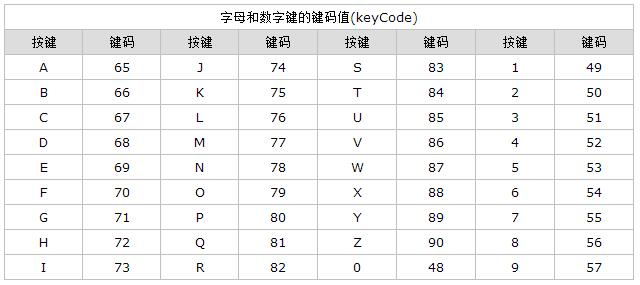 字母和数字键的键码值(keyCode)
按键 键码 按键 键码 按键 键码 按键 键码
A 65 J 74 S 83 1 49
B 66 K 75 T 84 2 50
C 67 L 76 U 85 3 51
D 68 M 77 V 86 4 52
E 69 N 78 W 87 5 53
F 70 O 79 X 88 6 54
G 71 P 80 Y 89 7 55
H 72 Q 81 Z 90 8 56
I 73 R 82 0 48 9 57